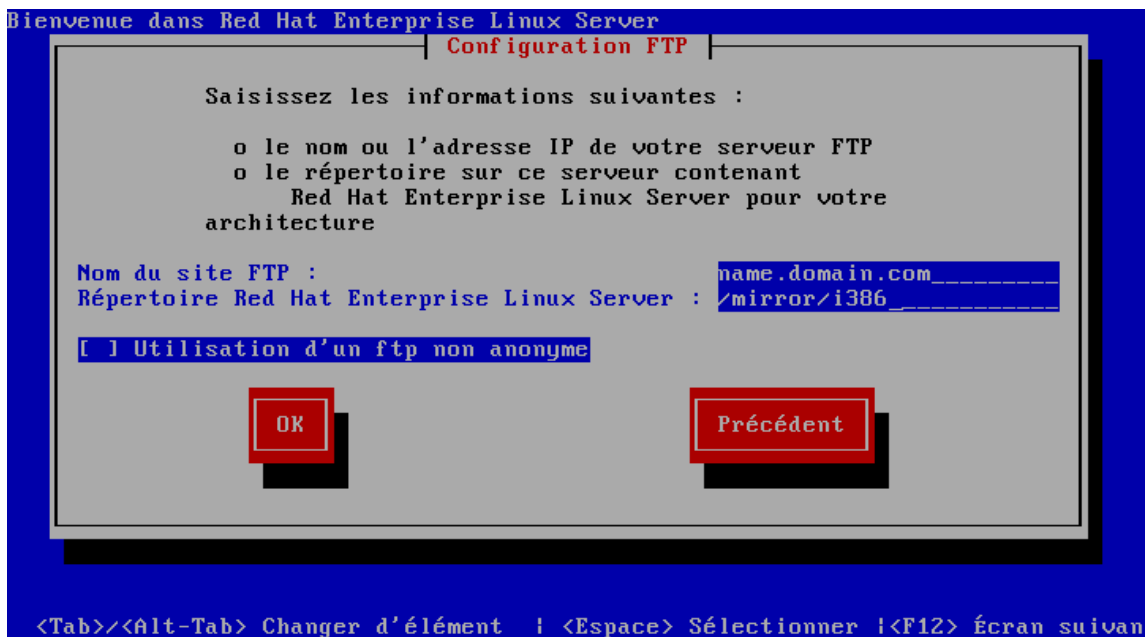 Bienvenue dans Red Hat Enterprise Linux Server
Configuration FTP
Saisissez les informations suivantes :
o le nom ou l'adresse IP de votre serveur FTP
o le répertoire sur ce serveur contenant
Red Hat Enterprise Linux Server pour votre
architecture
Nom du site FTP : name.domain.com_________
Répertoire Red Hat Enterprise Linux Server : /mirror/i386____________
[ ] Utilisation d'un ftp non anonyme
OK Précédent
<Tab>/<Alt-Tab> Changer d'élément | <Espace> Sélectionner |<F12> Écran suivan